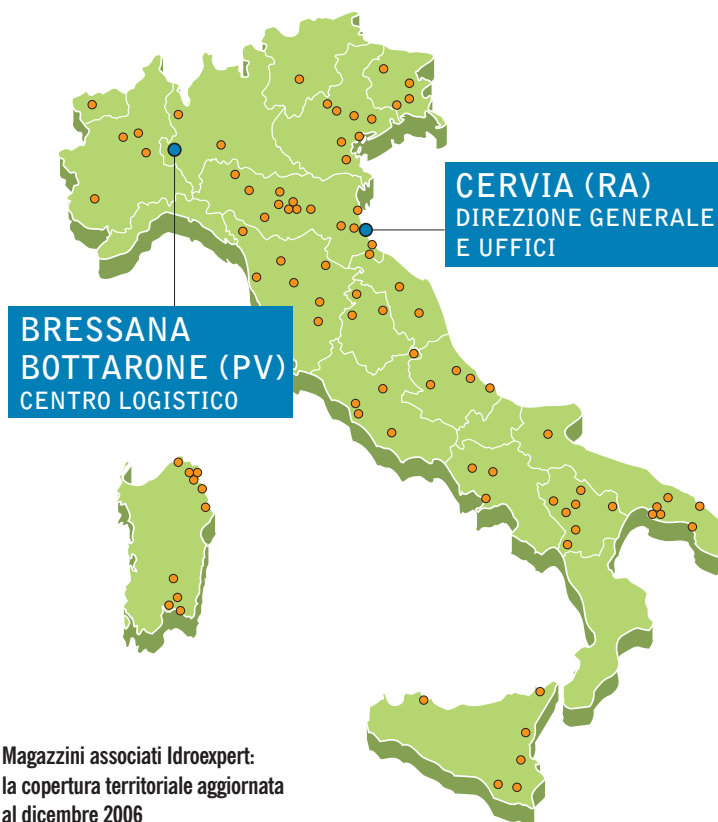 CERVIA (RA)
DIREZIONE GENERALE
E UFFICI
BRESSANA
BOTTARONE (PV)
CENTRO LOGISTICO
Magazzini associati Idroexpert:
la copertura territoriale aggiornata
al dicembre 2006